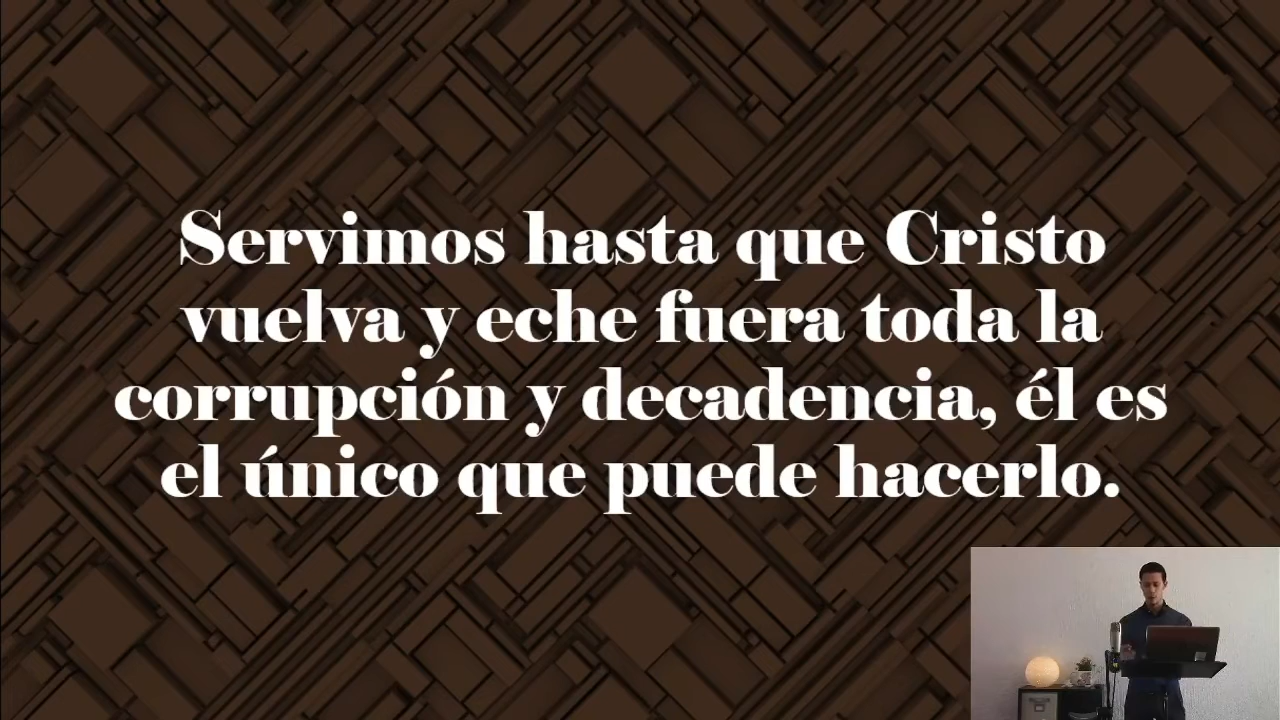 Servimos hasta que Cristo
vuelva y eche fuera toda la
corrupción y decadencia, él es
el único que puede hacerlo.